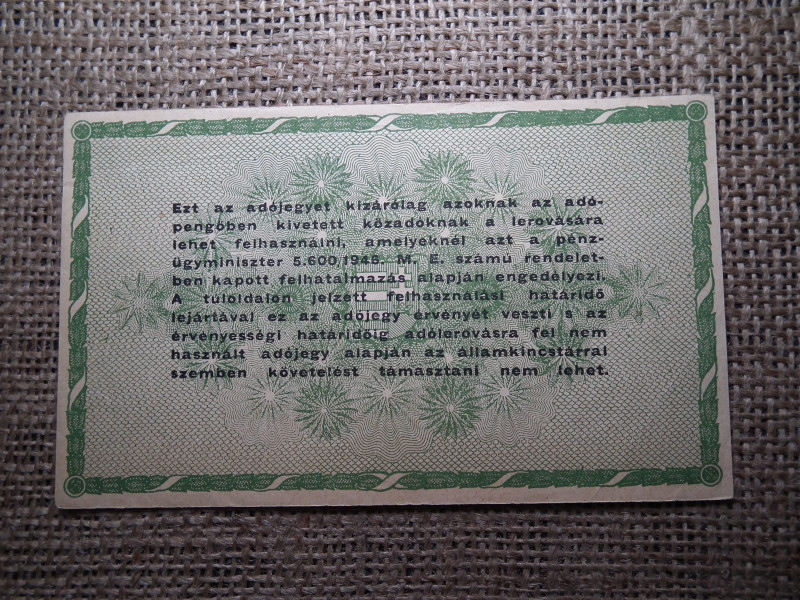 Ezt az adójegyet kizárólag azoknak az adó-
pengőben kivetett közadóknak a lerovására
lehet felhasználni, amelyeknél azt a pénz-
ügyminiszter 5.600/1946. M. E. számú rendelet-
ben kapott felhatalmazás alapján engedélyezi.
A túloldalon jelzett felhasználási határidő
lejártával ez az adójegy érvényét veszti s az
érvényességi határidőig adólerovásra fel nem
használt adójegy alapján az államkincstárral
szemben követelést támasztani nem lehet.